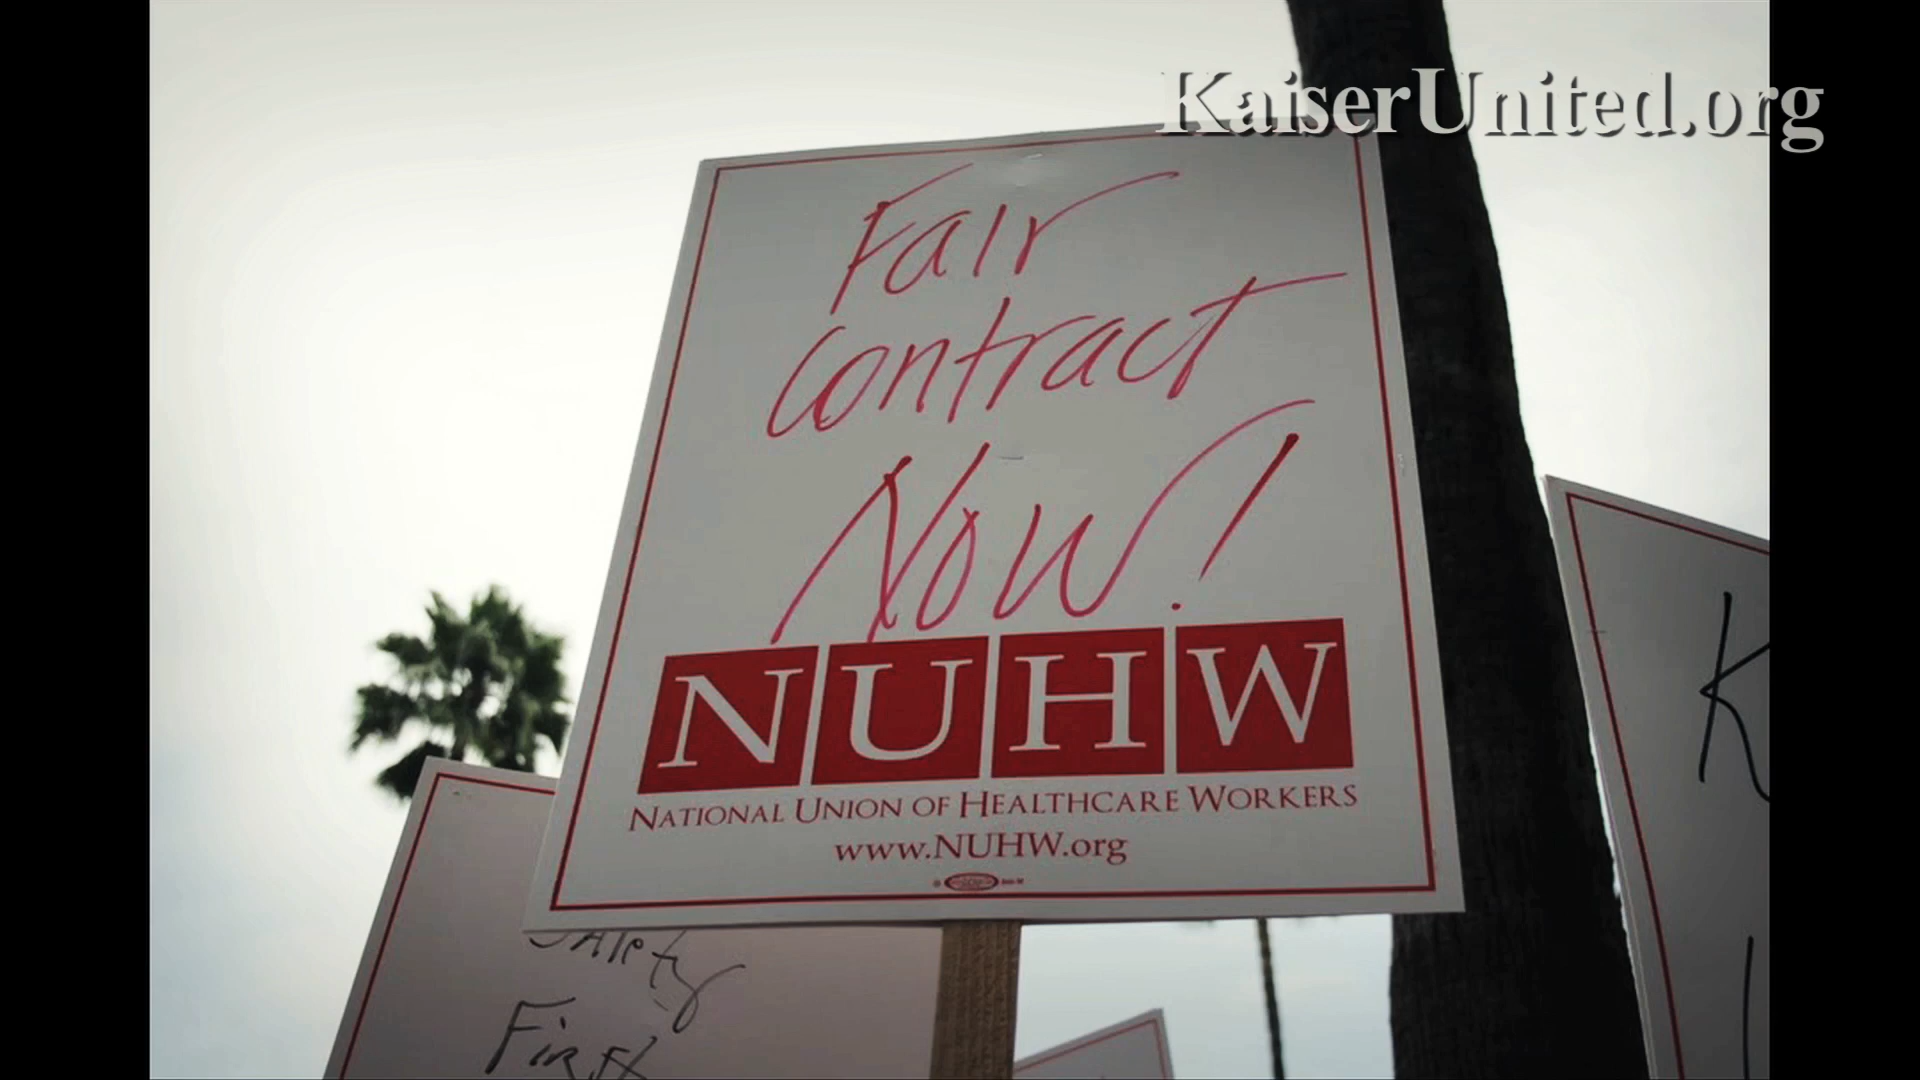 KaiserUnited.org
Fair
Contract
Now!
NUHW
NATIONAL UNION OF HEALTHCARE WORKERS
www.NUHW.org
Safety
First
K